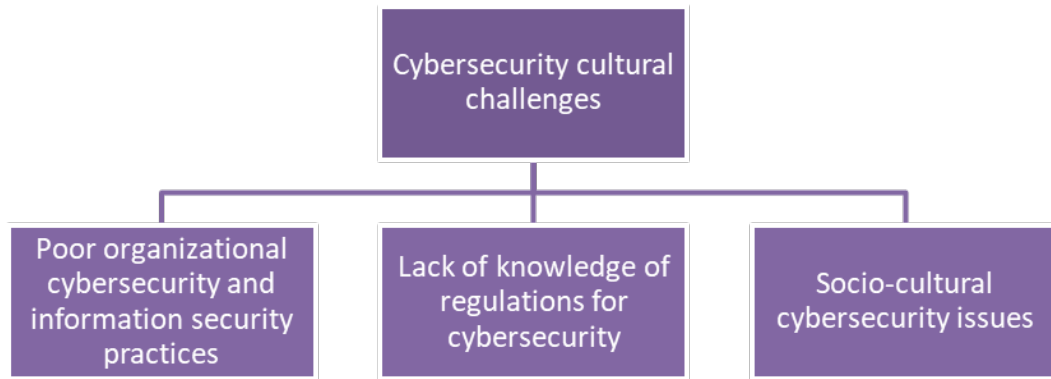 Cybersecurity cultural
challenges
Poor organizational
cybersecurity and
information security
practices
Lack of knowledge of
regulations for
cybersecurity
Socio-cultural
cybersecurity issues